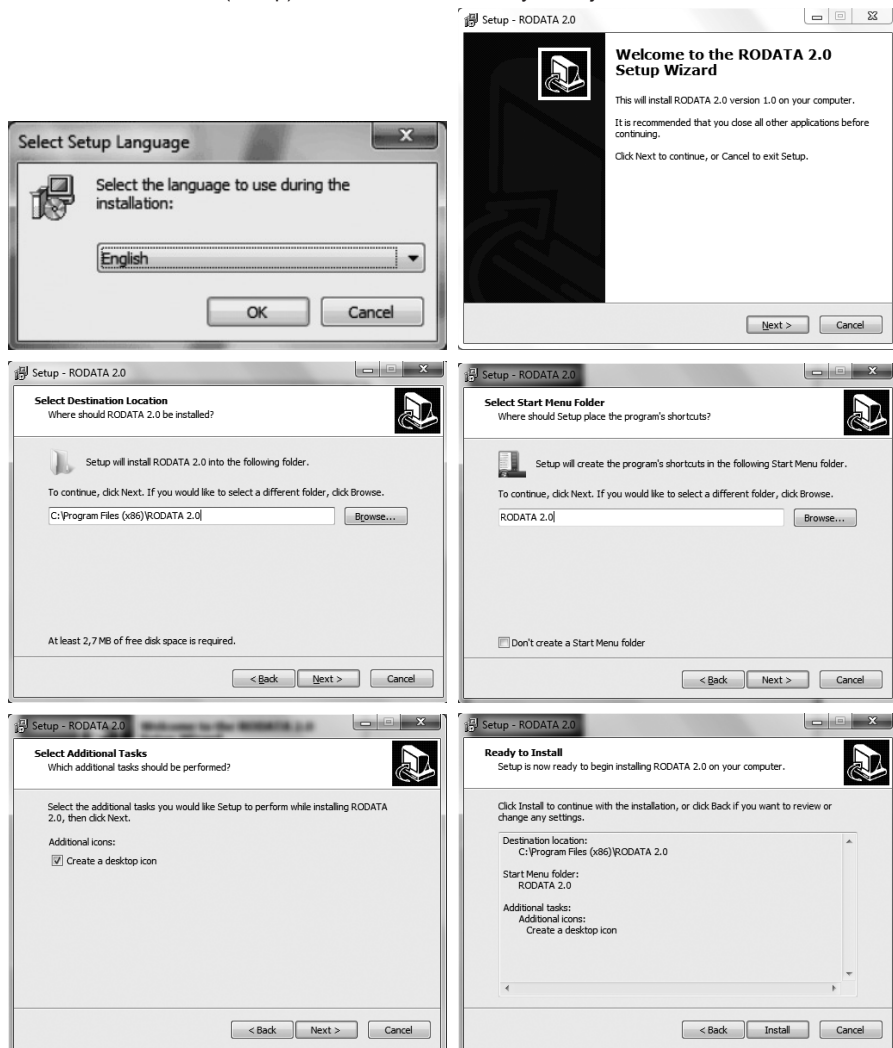 Setup - RODATA 2.0
Welcome to the RODATA 2.0
Setup Wizard
This will install RODATA 2.0 version 1.0 on your computer.
It is recommended that you close all other applications before
continuing.
Click Next to continue, or Cancel to exit Setup.
Next >
Cancel
Select Setup Language
Select the language to use during the
installation:
English
OK
Cancel
Setup - RODATA 2.0
Select Destination Location
Where should RODATA 2.0 be installed?
Setup will install RODATA 2.0 into the following folder.
To continue, click Next. If you would like to select a different folder, click Browse.
C:\Program Files (x86)\RODATA 2.0
Browse...
At least 2,7 MB of free disk space is required.
< Back
Next >
Cancel
Setup - RODATA 2.0
Select Start Menu Folder
Where should Setup place the program's shortcuts?
Setup will create the program's shortcuts in the following Start Menu folder.
To continue, click Next. If you would like to select a different folder, click Browse.
RODATA 2.0
Browse...
Don't create a Start Menu folder
< Back
Next >
Cancel
Setup - RODATA 2.0
Select Additional Tasks
Which additional tasks should be performed?
Select the additional tasks you would like Setup to perform while installing RODATA
2.0, then click Next.
Additional icons:
Create a desktop icon
< Back
Next >
Cancel
Setup - RODATA 2.0
Ready to Install
Setup is now ready to begin installing RODATA 2.0 on your computer.
Click Install to continue with the installation, or click Back if you want to review or
change any settings.
Destination location:
C:\Program Files (x86)\RODATA 2.0
Start Menu folder:
RODATA 2.0
Additional tasks:
Additional icons:
Create a desktop icon
< Back
Install
Cancel